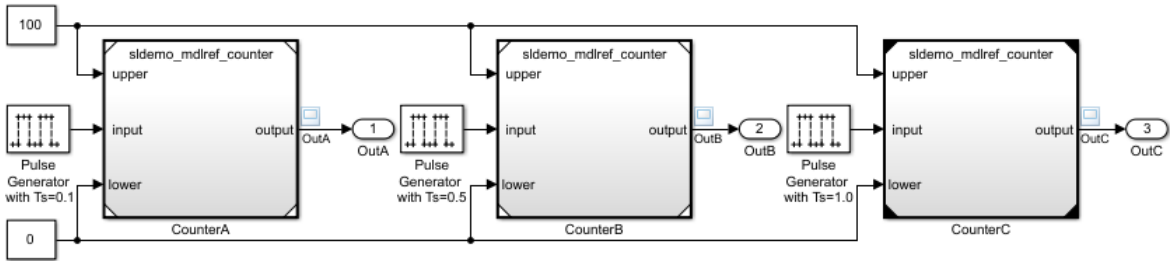 100
sldemo_mdlref_counter
upper
input
output
lower
CounterA
Pulse
Generator
with Ts=0.1
OutA
1
OutA
sldemo_mdlref_counter
upper
input
output
lower
CounterB
Pulse
Generator
with Ts=0.5
OutB
2
OutB
sldemo_mdlref_counter
upper
input
output
lower
CounterC
Pulse
Generator
with Ts=1.0
OutC
3
OutC
0